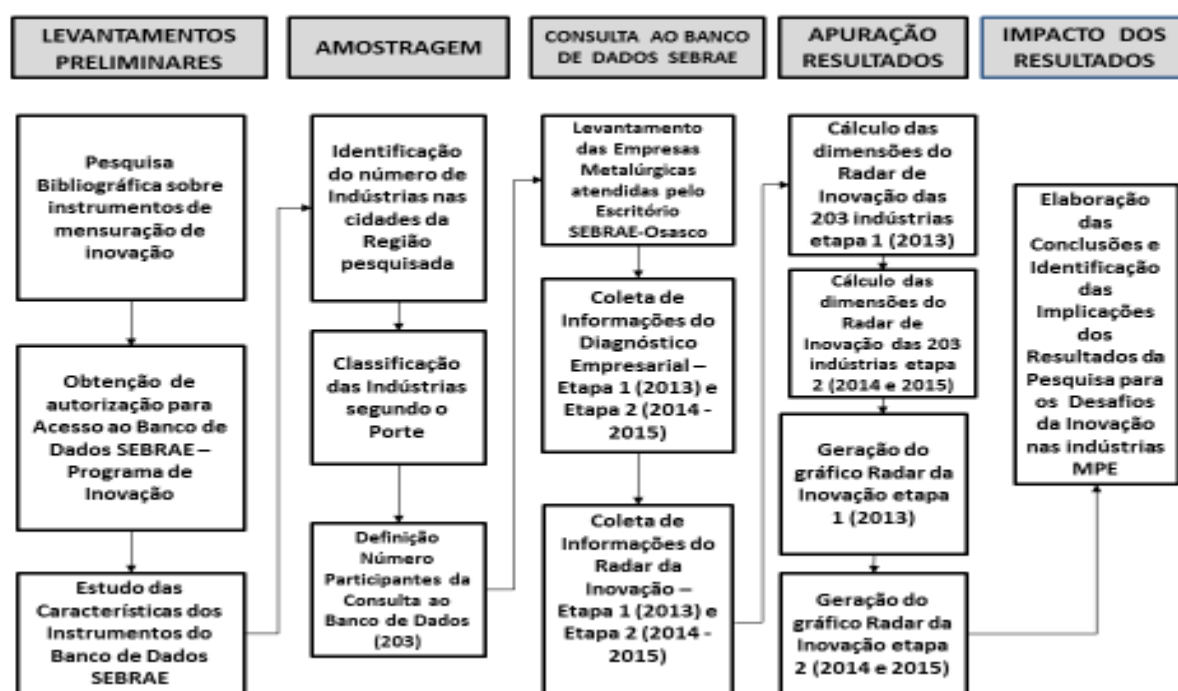 LEVANTAMENTOS
PRELIMINARES
AMOSTRAGEM
CONSULTA AO BANCO
DE DADOS SEBRAE
APURAÇÃO
RESULTADOS
IMPACTO DOS
RESULTADOS
Pesquisa
Bibliográfica sobre
instrumentos de
mensuração de
inovação
Obtenção de
autorização para
Acesso ao Banco de
Dados SEBRAE –
Programa de
Inovação
Estudo das
Características dos
Instrumentos do
Banco de Dados
SEBRAE
Identificação
do número de
Indústrias nas
cidades da
Região
pesquisada
Classificação
das Indústrias
segundo o
Porte
Definição
Número
Participantes da
Consulta ao
Banco de Dados
(203)
Levantamento
das Empresas
Metalúrgicas
atendidas pelo
Escritório
SEBRAE-Osasco
Coleta de
Informações do
Diagnóstico
Empresarial –
Etapa 1 (2013) e
Etapa 2 (2014 -
2015)
Coleta de
Informações do
Radar da
Inovação –
Etapa 1 (2013) e
Etapa 2 (2014 -
2015)
Cálculo das
dimensões do
Radar de
Inovação das
203 indústrias
etapa 1 (2013)
Cálculo das
dimensões do
Radar de
Inovação das 203
indústrias etapa
2 (2014 e 2015)
Geração do
gráfico Radar da
Inovação etapa
1 (2013)
Geração do
gráfico Radar da
Inovação etapa
2 (2014 e 2015)
Elaboração
das
Conclusões e
Identificação
das
Implicações
dos
Resultados da
Pesquisa para
os Desafios
da Inovação
nas indústrias
MPE